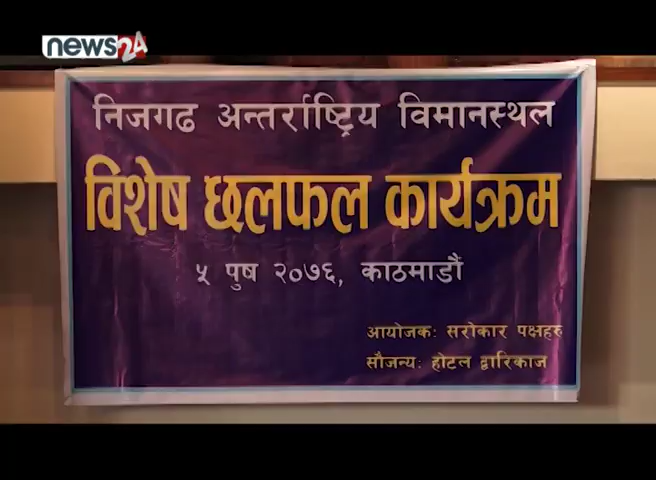 news24
निजगढ अन्तर्राष्ट्रिय विमानस्थल
विशेष छलफल कार्यक्रम
५ पुष २०७६, काठमाडौं
आयोजक: सरोकार पक्षहरु
सौजन्य: होटल द्वारिकाज